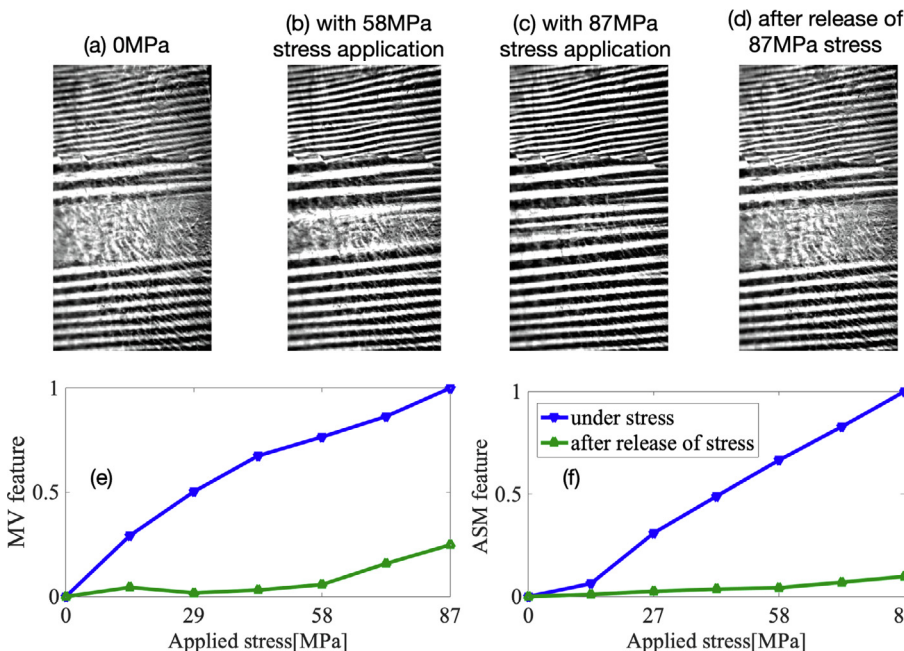 (a) 0MPa
(b) with 58MPa
stress application
(c) with 87MPa
stress application
(d) after release of
87MPa stress
1
0.5
0
MV feature
(e)
0
29
58
87
Applied stress[MPa]
1
0.5
0
ASM feature
under stress
after release of stress
(f)
0
27
58
Applied stress[MPa]